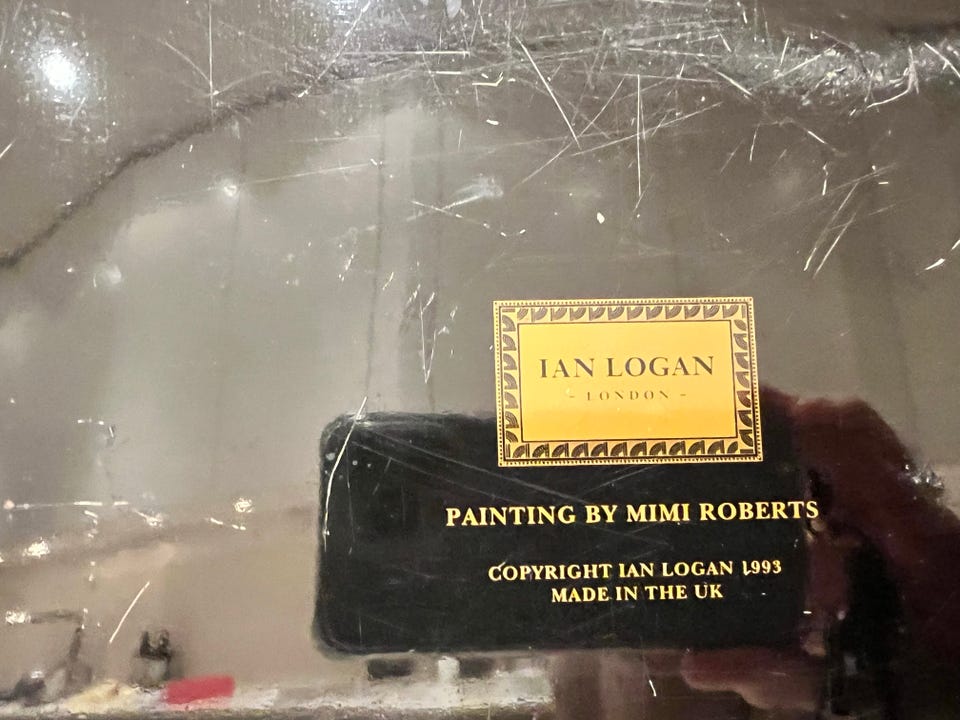 IAN LOGAN
- LONDON -
PAINTING BY MIMI ROBERTS
COPYRIGHT IAN LOGAN 1993
MADE IN THE UK